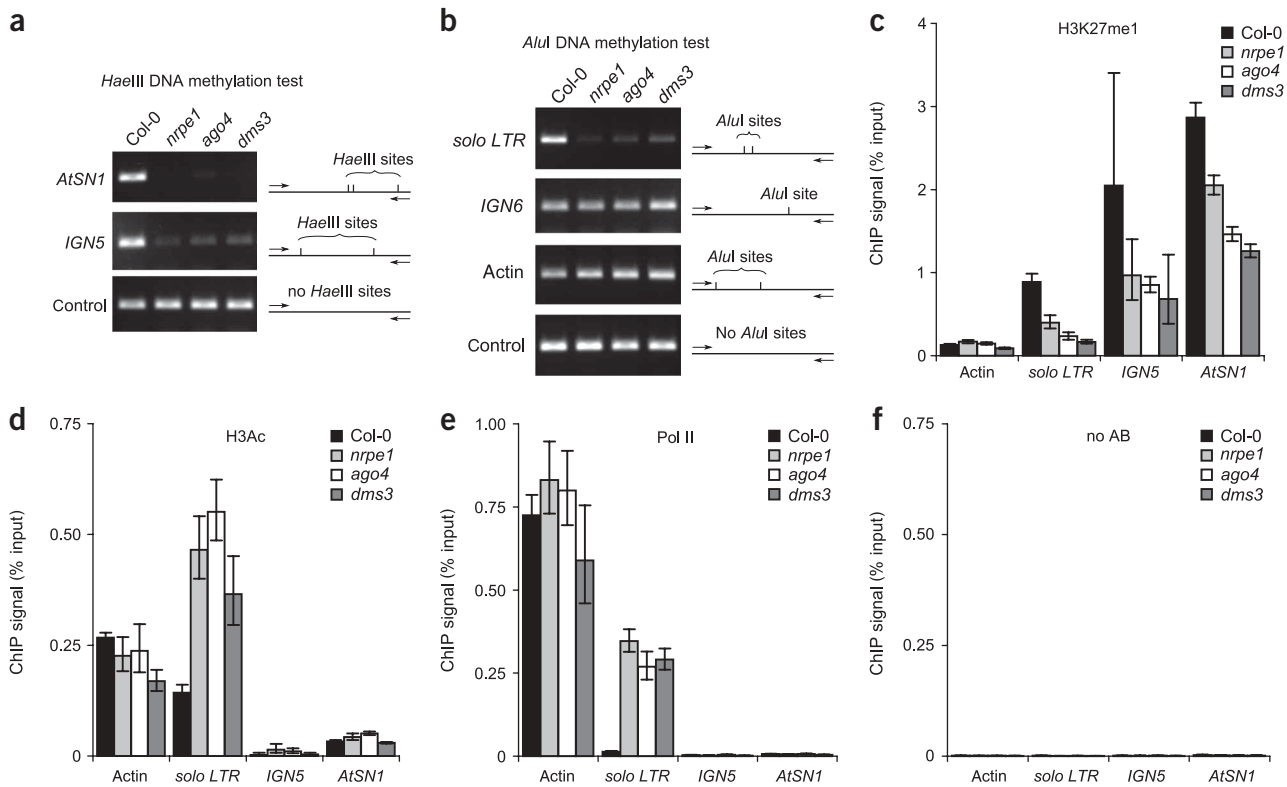 a
HaeIII DNA methylation test
Col-0 nrpe1 ago4 dms3
AtSN1
HaeIII sites
IGN5
HaeIII sites
Control
no HaeIII sites
b
AluI DNA methylation test
Col-0 nrpe1 ago4 dms3
solo LTR
AluI sites
IGN6
AluI site
Actin
AluI sites
Control
No AluI sites
c
H3K27me1
Col-0
nrpe1
ago4
dms3
ChIP signal (% input)
4
3
2
1
0
Actin solo LTR IGN5 AtSN1
d
H3Ac
Col-0
nrpe1
ago4
dms3
ChIP signal (% input)
0.75
0.50
0.25
0
Actin solo LTR IGN5 AtSN1
e
Pol II
Col-0
nrpe1
ago4
dms3
ChIP signal (% input)
1.00
0.75
0.50
0.25
0
Actin solo LTR IGN5 AtSN1
f
no AB
Col-0
nrpe1
ago4
dms3
ChIP signal (% input)
0.75
0.50
0.25
0
Actin solo LTR IGN5 AtSN1